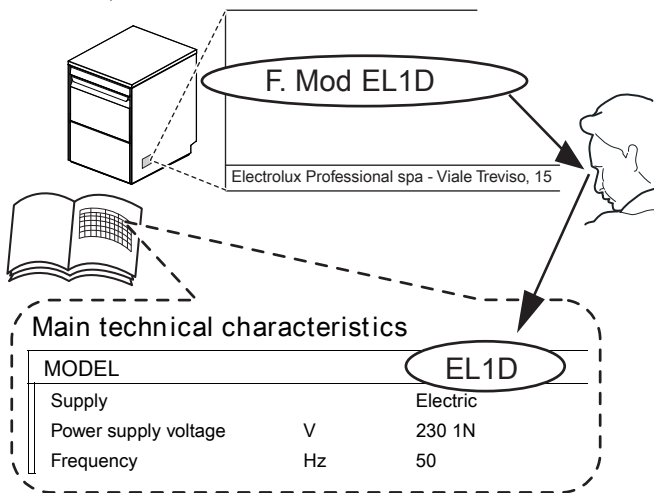 F. Mod EL1D
Electrolux Professional spa - Viale Treviso, 15
Main technical characteristics
MODEL EL1D
Supply Electric
Power supply voltage V 230 1N
Frequency Hz 50